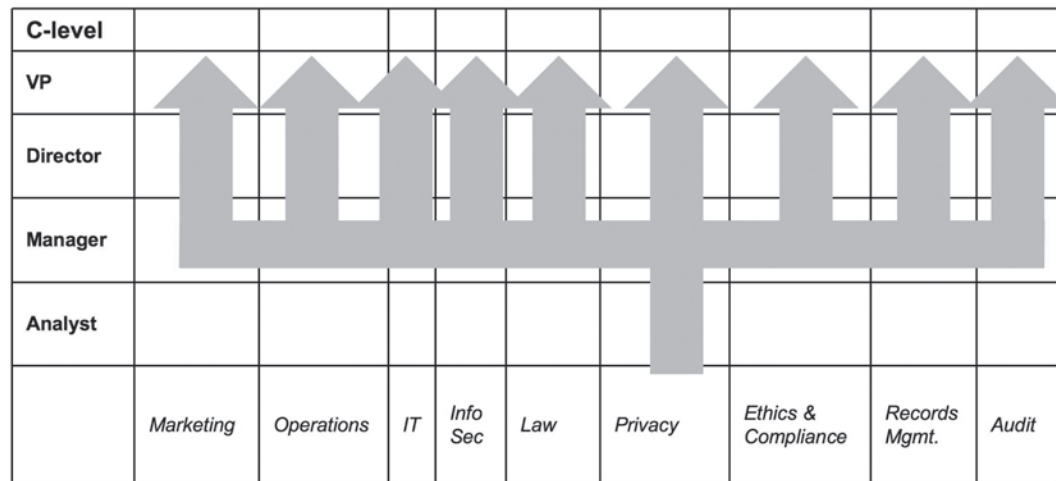 C-level
VP
Director
Manager
Analyst
Marketing
Operations
IT
Info
Sec
Law
Privacy
Ethics &
Compliance
Records
Mgmt.
Audit